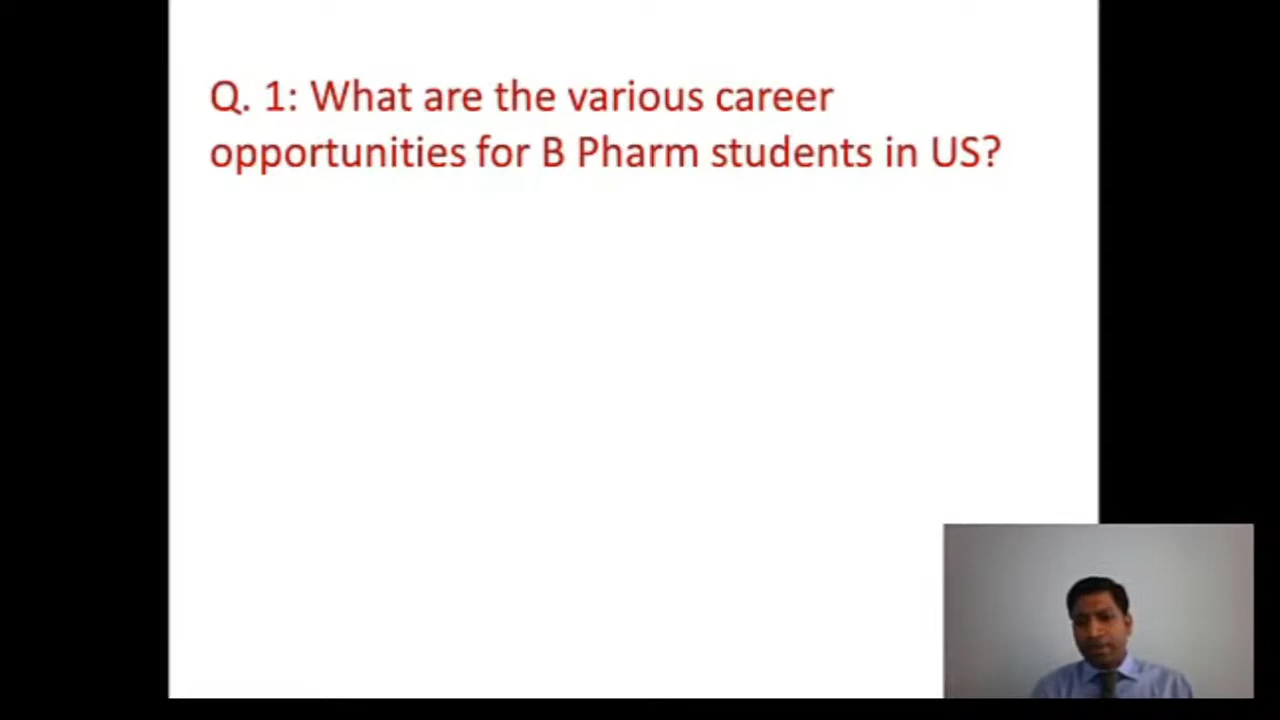 Q. 1: What are the various career
opportunities for B Pharm students in US?